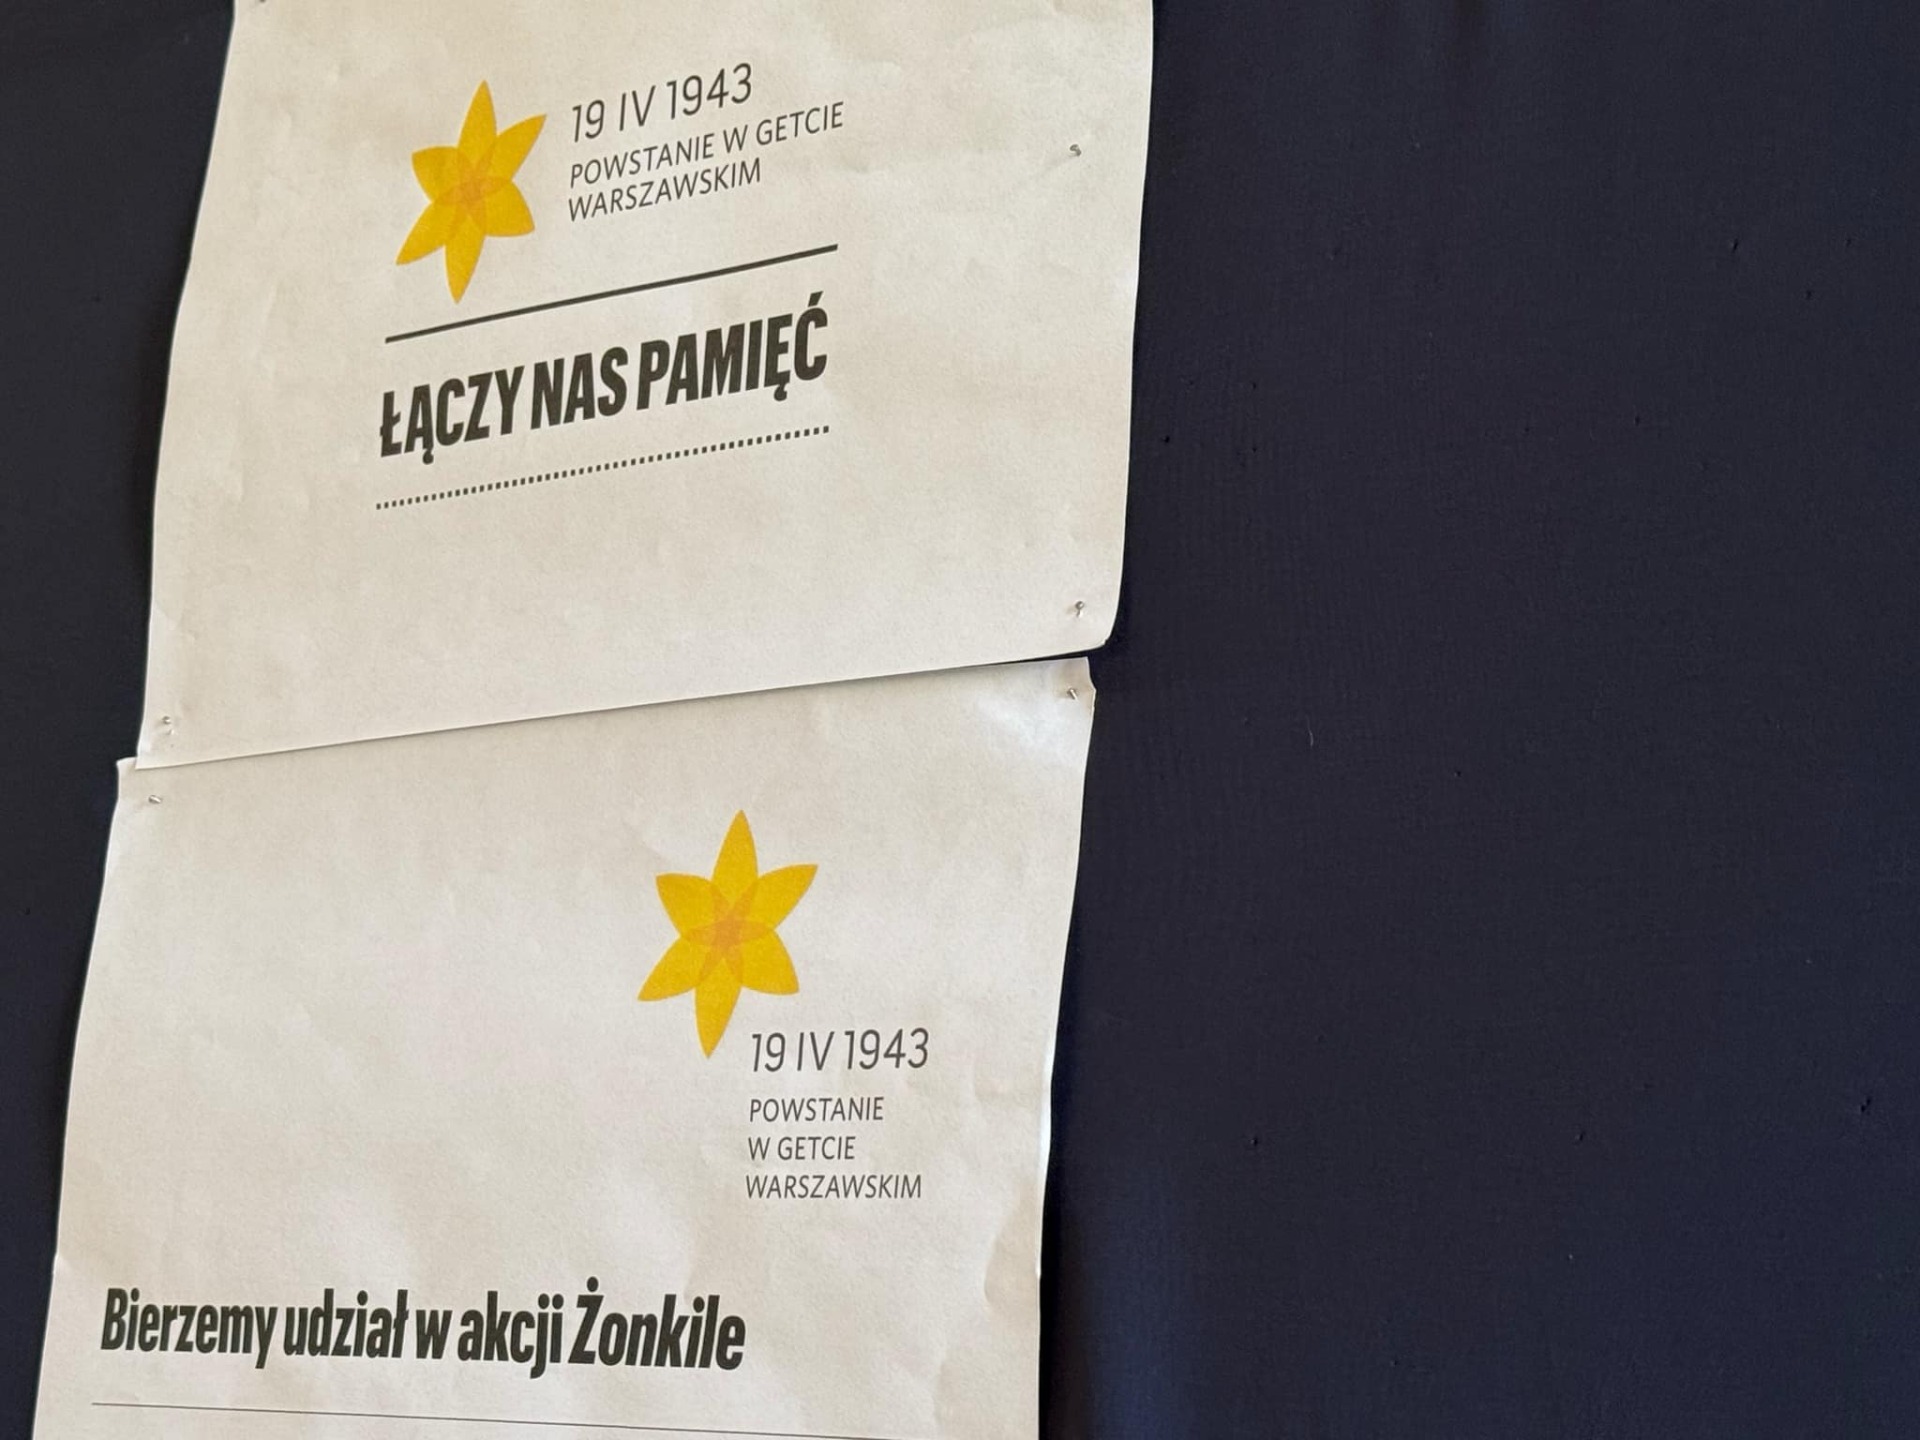 19 IV 1943
POWSTANIE W GETCIE
WARSZAWSKIM
ŁĄCZY NAS PAMIĘĆ
19 IV 1943
POWSTANIE
W GETCIE
WARSZAWSKIM
Bierzemy udział w akcji Żonkile